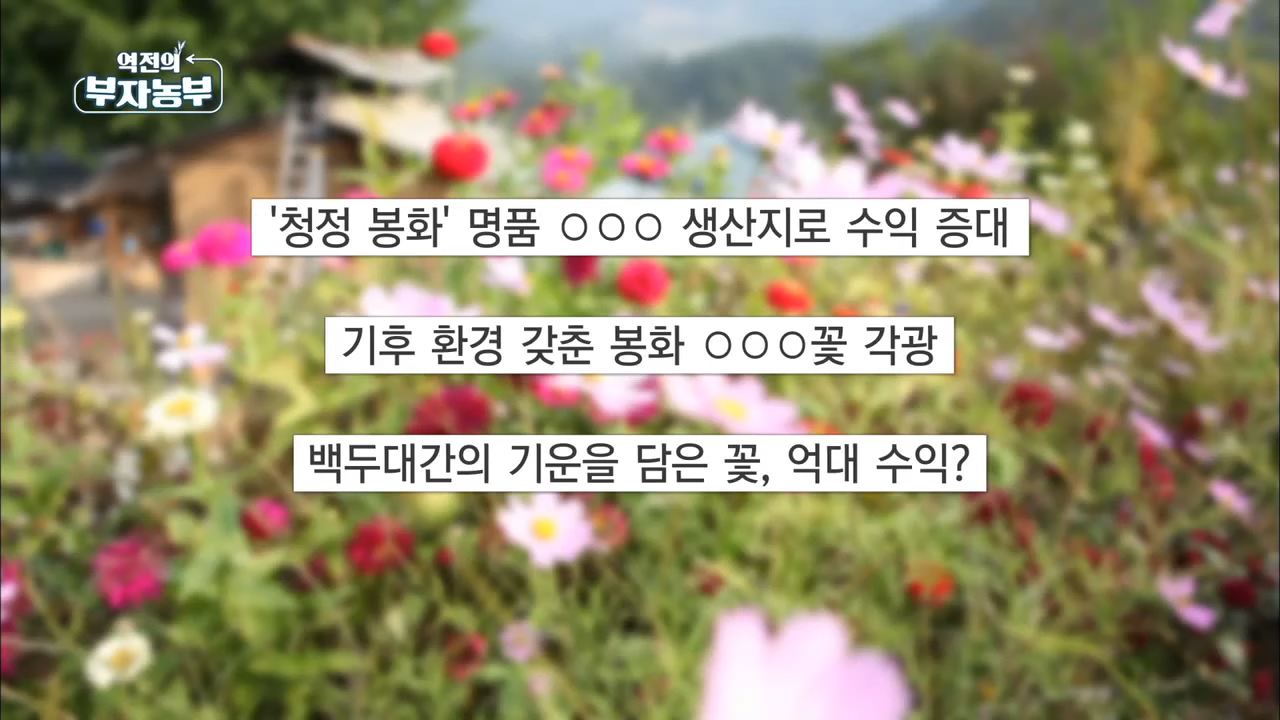 역전의
부자농부
'청정 봉화' 명품 ○○○ 생산지로 수익 증대
기후 환경 갖춘 봉화 ○○○꽃 각광
백두대간의 기운을 담은 꽃, 억대 수익?